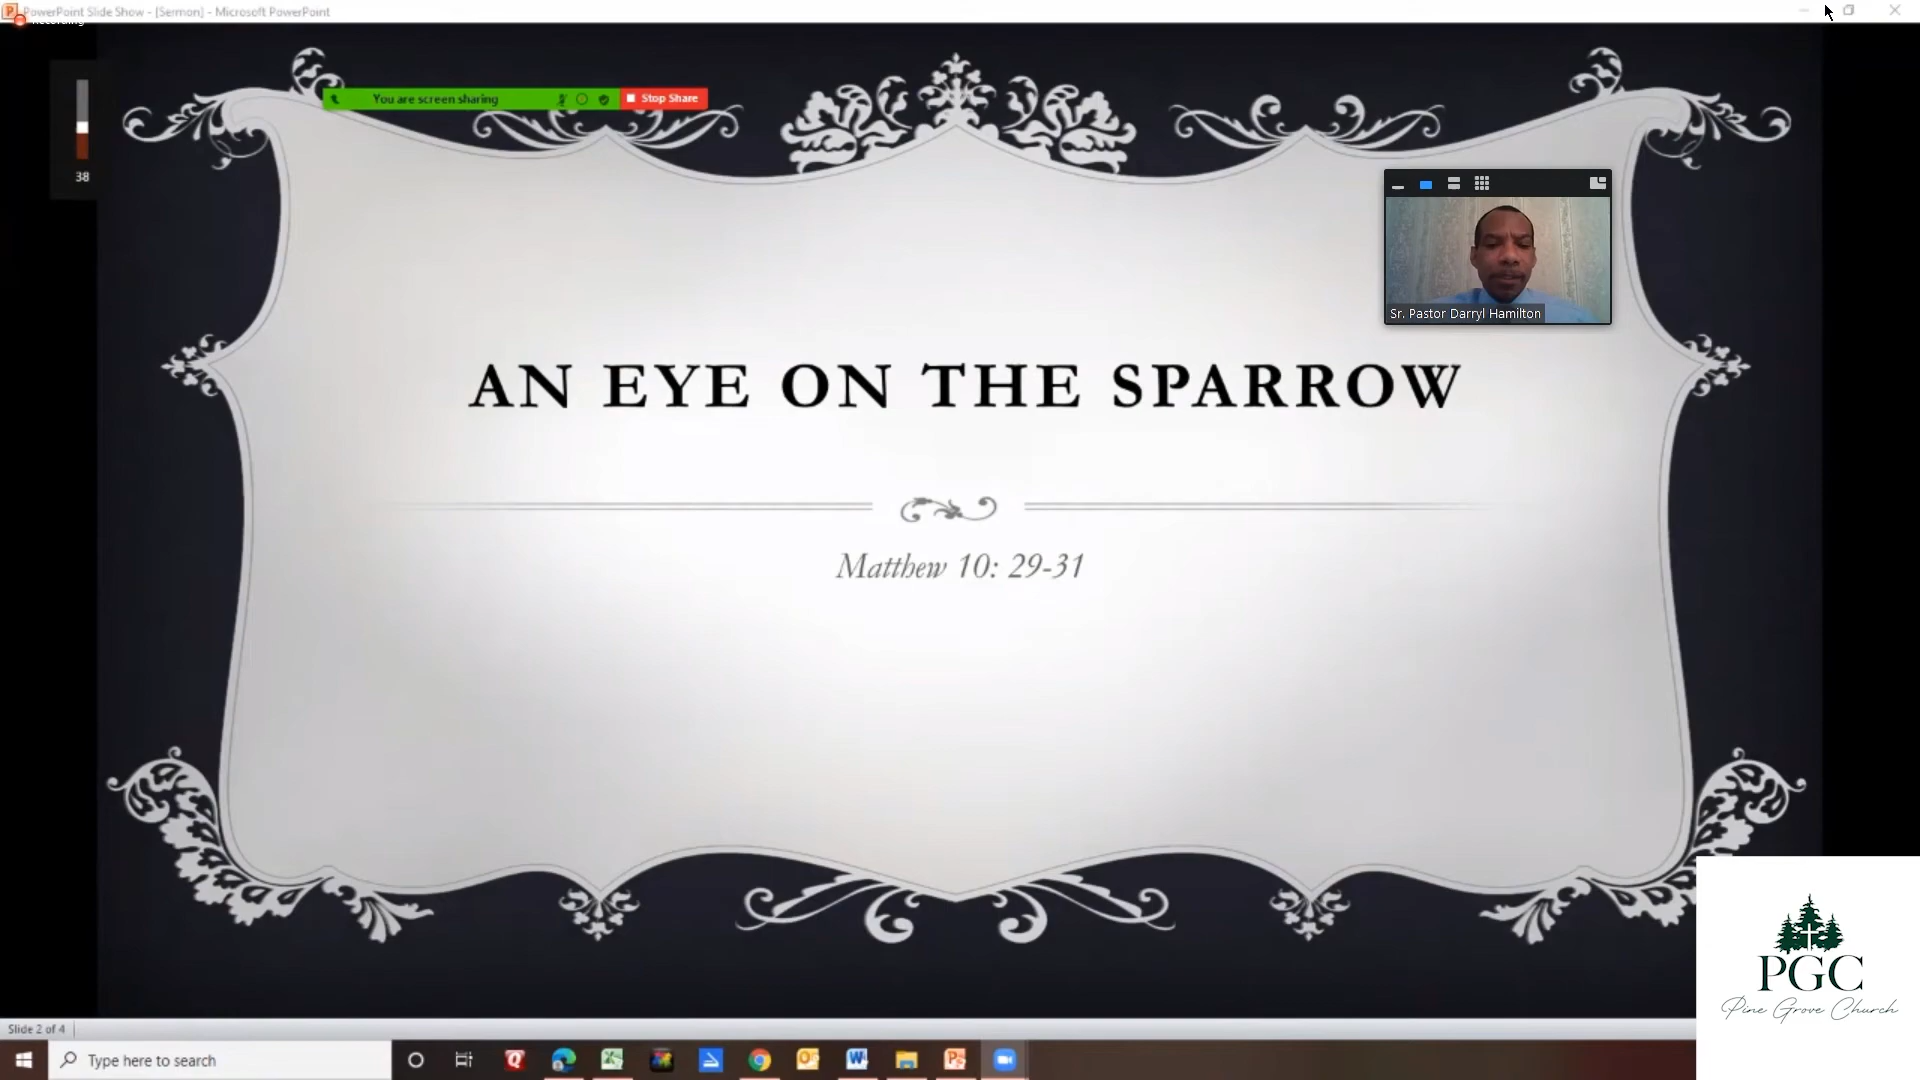 PowerPoint Slide Show - [Sermon] - Microsoft PowerPoint
Recording
You are screen sharing
Stop Share
38
Sr. Pastor Darryl Hamilton
AN EYE ON THE SPARROW
Matthew 10: 29-31
PGC
Pine Grove Church
Slide 2 of 4
Type here to search